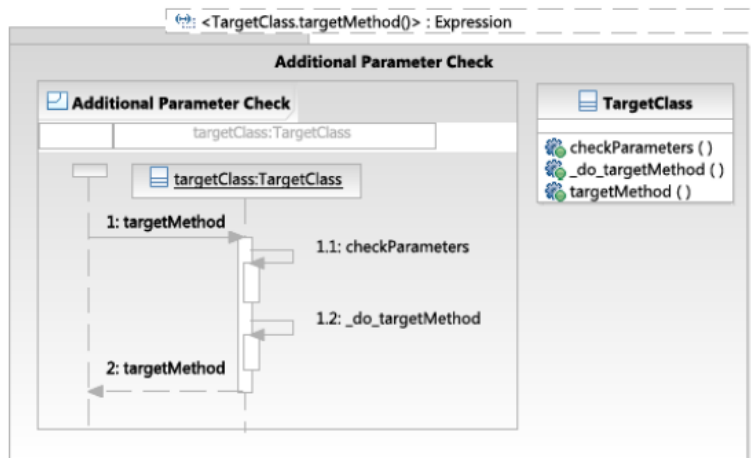 <TargetClass.targetMethod()> : Expression
Additional Parameter Check
Additional Parameter Check
targetClass:TargetClass
targetClass:TargetClass
1: targetMethod
1.1: checkParameters
1.2: _do_targetMethod
2: targetMethod
TargetClass
checkParameters ( )
_do_targetMethod ( )
targetMethod ( )